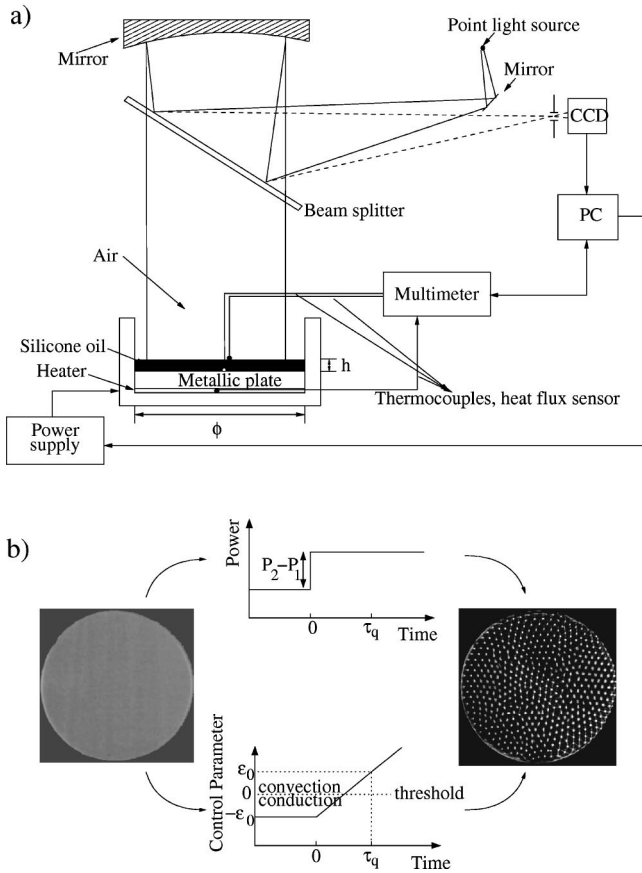 a)
Point light source
Mirror
Mirror
CCD
Beam splitter
PC
Air
Multimeter
Silicone oil
h
Heater
Metallic plate
Thermocouples, heat flux sensor
Power
supply
ϕ
b)
Power
P2−P1
0
τq
Time
Control Parameter
ε0
convection
0
threshold
conduction
−ε0
0
τq
Time